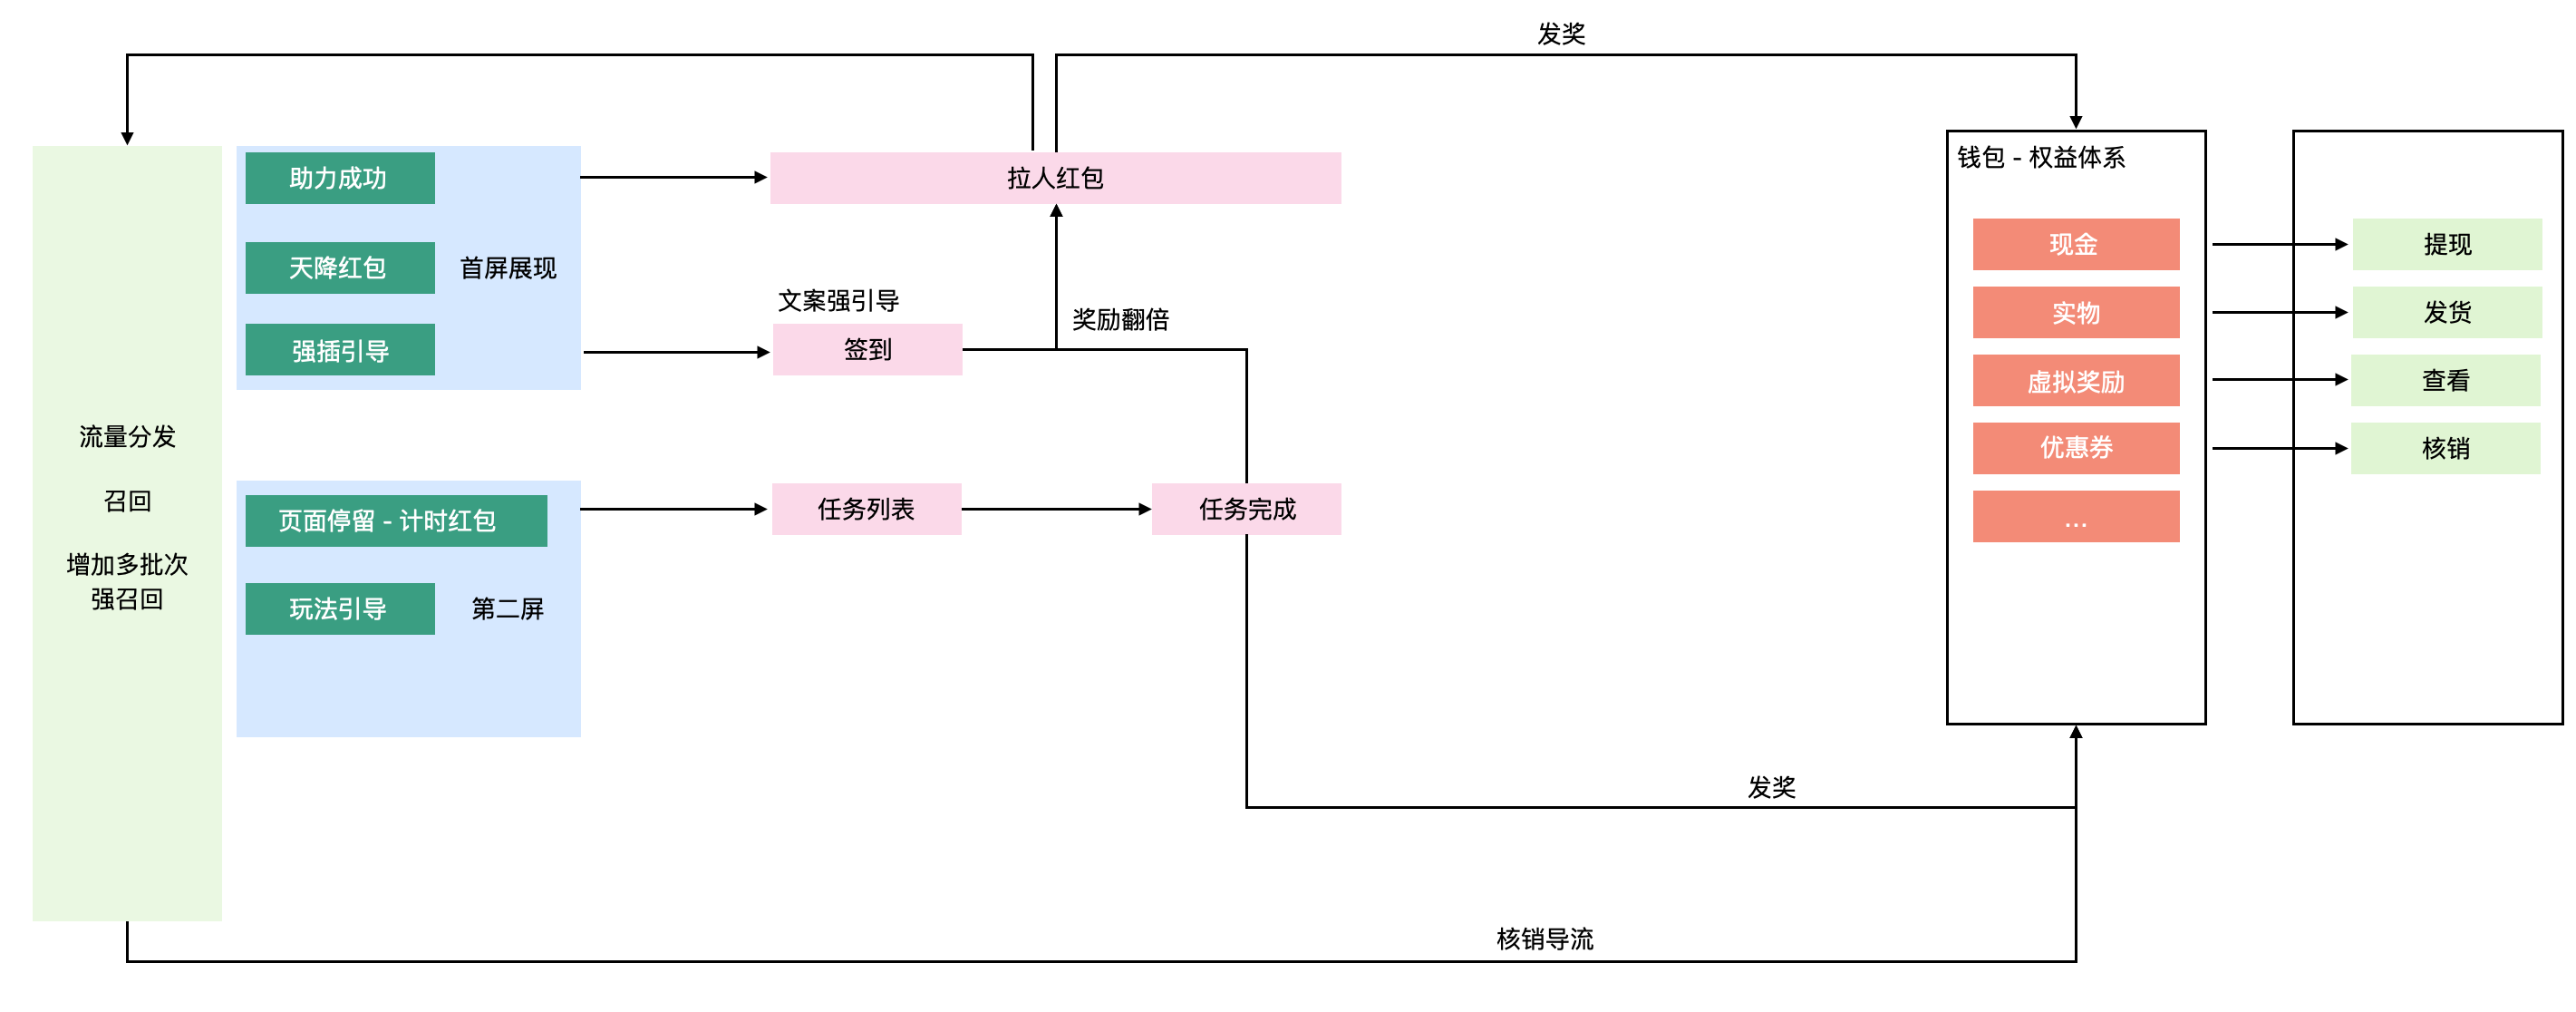 发奖
助力成功
天降红包
强插引导
首屏展现
拉人红包
文案强引导
签到
奖励翻倍
流量分发
召回
增加多批次
强召回
页面停留 - 计时红包
玩法引导
第二屏
任务列表
任务完成
钱包 - 权益体系
现金
实物
虚拟奖励
优惠券
...
提现
发货
查看
核销
发奖
核销导流